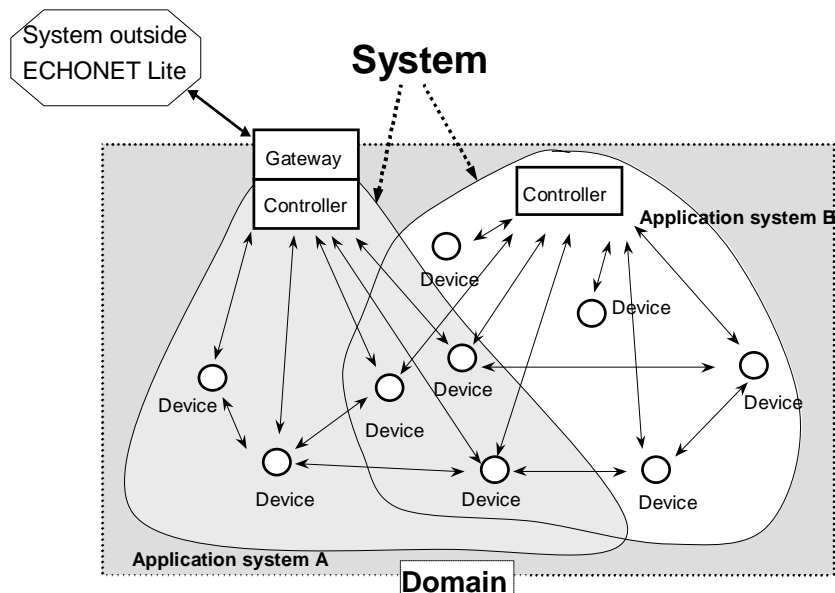 System outside
ECHONET Lite
System
Gateway
Controller
Controller
Application system B
Device
Device
Device
Device
Device
Device
Device
Device
Device
Application system A
Domain